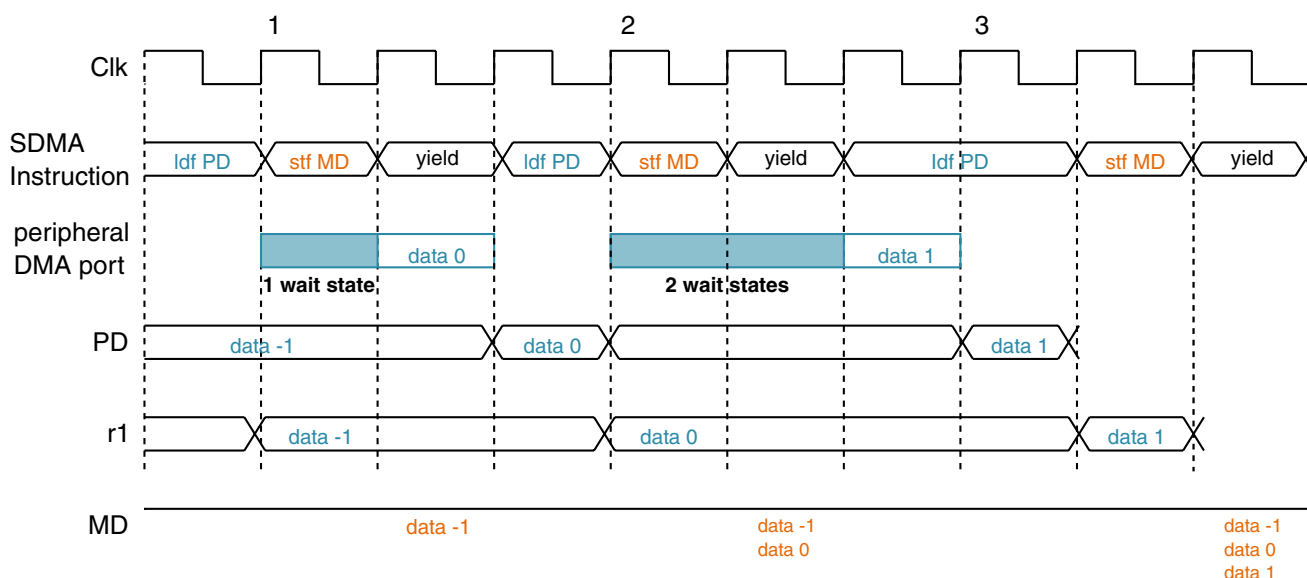 1 2 3
Clk
SDMA
Instruction
ldf PD stf MD yield ldf PD stf MD yield ldf PD stf MD yield
peripheral
DMA port
data 0 data 1
1 wait state 2 wait states
PD data -1 data 0 data 1
r1 data -1 data 0 data 1
MD data -1 data -1 data -1
data 0 data 0
data 1